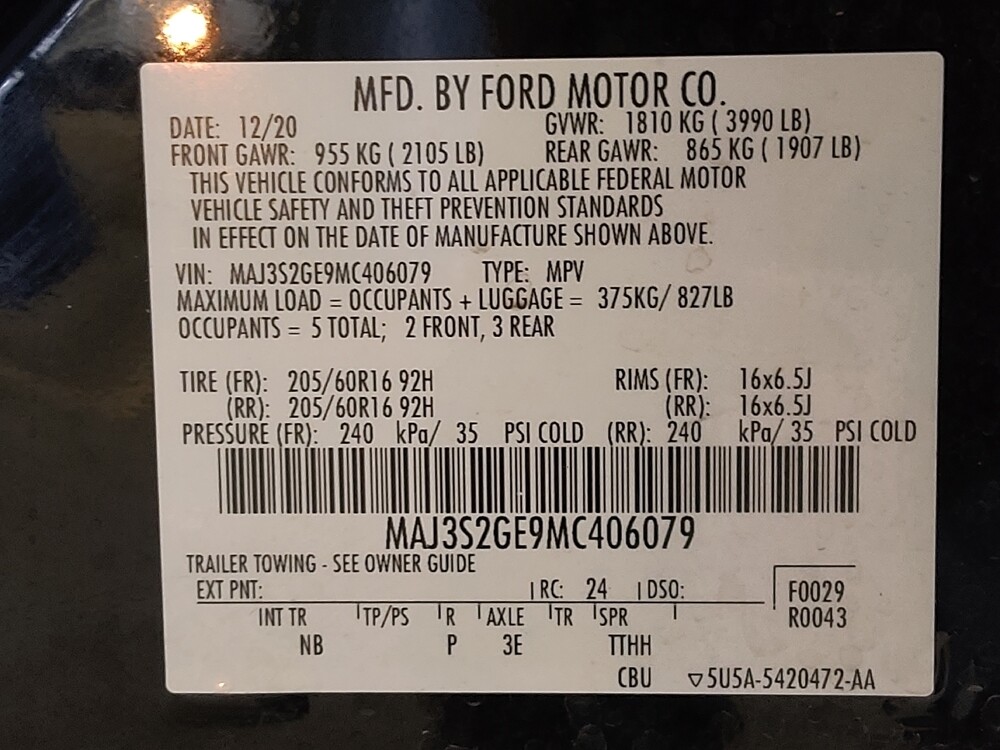 MFD. BY FORD MOTOR CO.
DATE: 12/20 GVWR: 1810 KG ( 3990 LB)
FRONT GAWR: 955 KG ( 2105 LB) REAR GAWR: 865 KG ( 1907 LB)
THIS VEHICLE CONFORMS TO ALL APPLICABLE FEDERAL MOTOR
VEHICLE SAFETY AND THEFT PREVENTION STANDARDS
IN EFFECT ON THE DATE OF MANUFACTURE SHOWN ABOVE.
VIN: MAJ3S2GE9MC406079 TYPE: MPV
MAXIMUM LOAD = OCCUPANTS + LUGGAGE = 375KG/ 827LB
OCCUPANTS = 5 TOTAL; 2 FRONT, 3 REAR
TIRE (FR): 205/60R16 92H RIMS (FR): 16x6.5J
(RR): 205/60R16 92H (RR): 16x6.5J
PRESSURE (FR): 240 kPa/ 35 PSI COLD (RR): 240 kPa/ 35 PSI COLD
MAJ3S2GE9MC406079
TRAILER TOWING - SEE OWNER GUIDE
EXT PNT: RC: 24 DSO: F0029
INT TR TP/PS R AXLE TR SPR R0043
NB P 3E TTHH
CBU ▽5U5A-5420472-AA